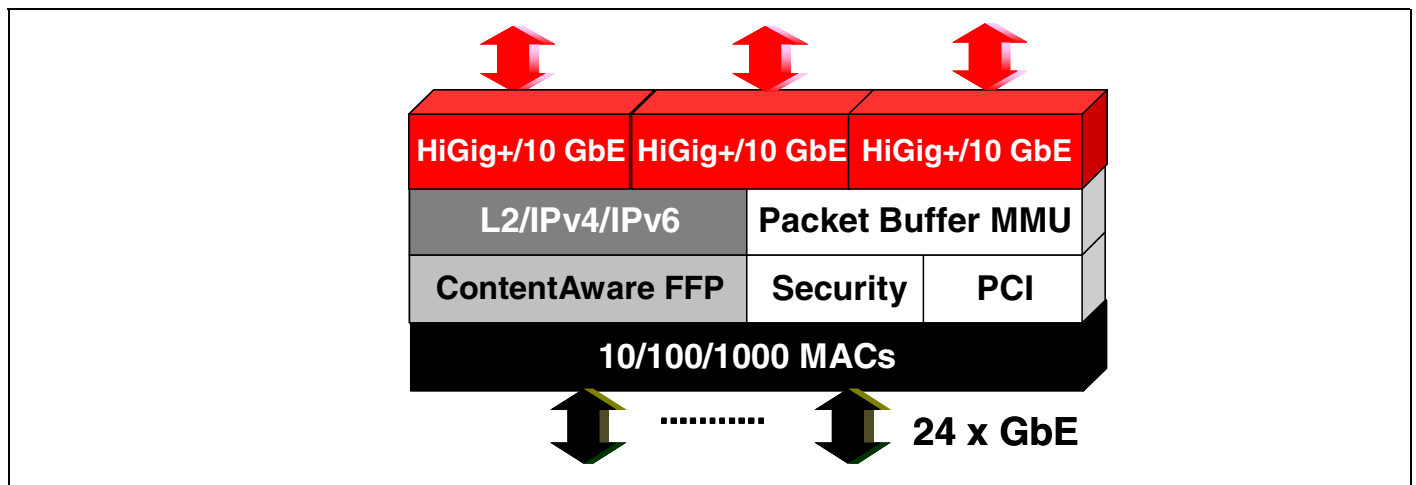 HiGig+/10 GbE HiGig+/10 GbE HiGig+/10 GbE
L2/IPv4/IPv6 Packet Buffer MMU
ContentAware FFP Security PCI
10/100/1000 MACs
24 x GbE